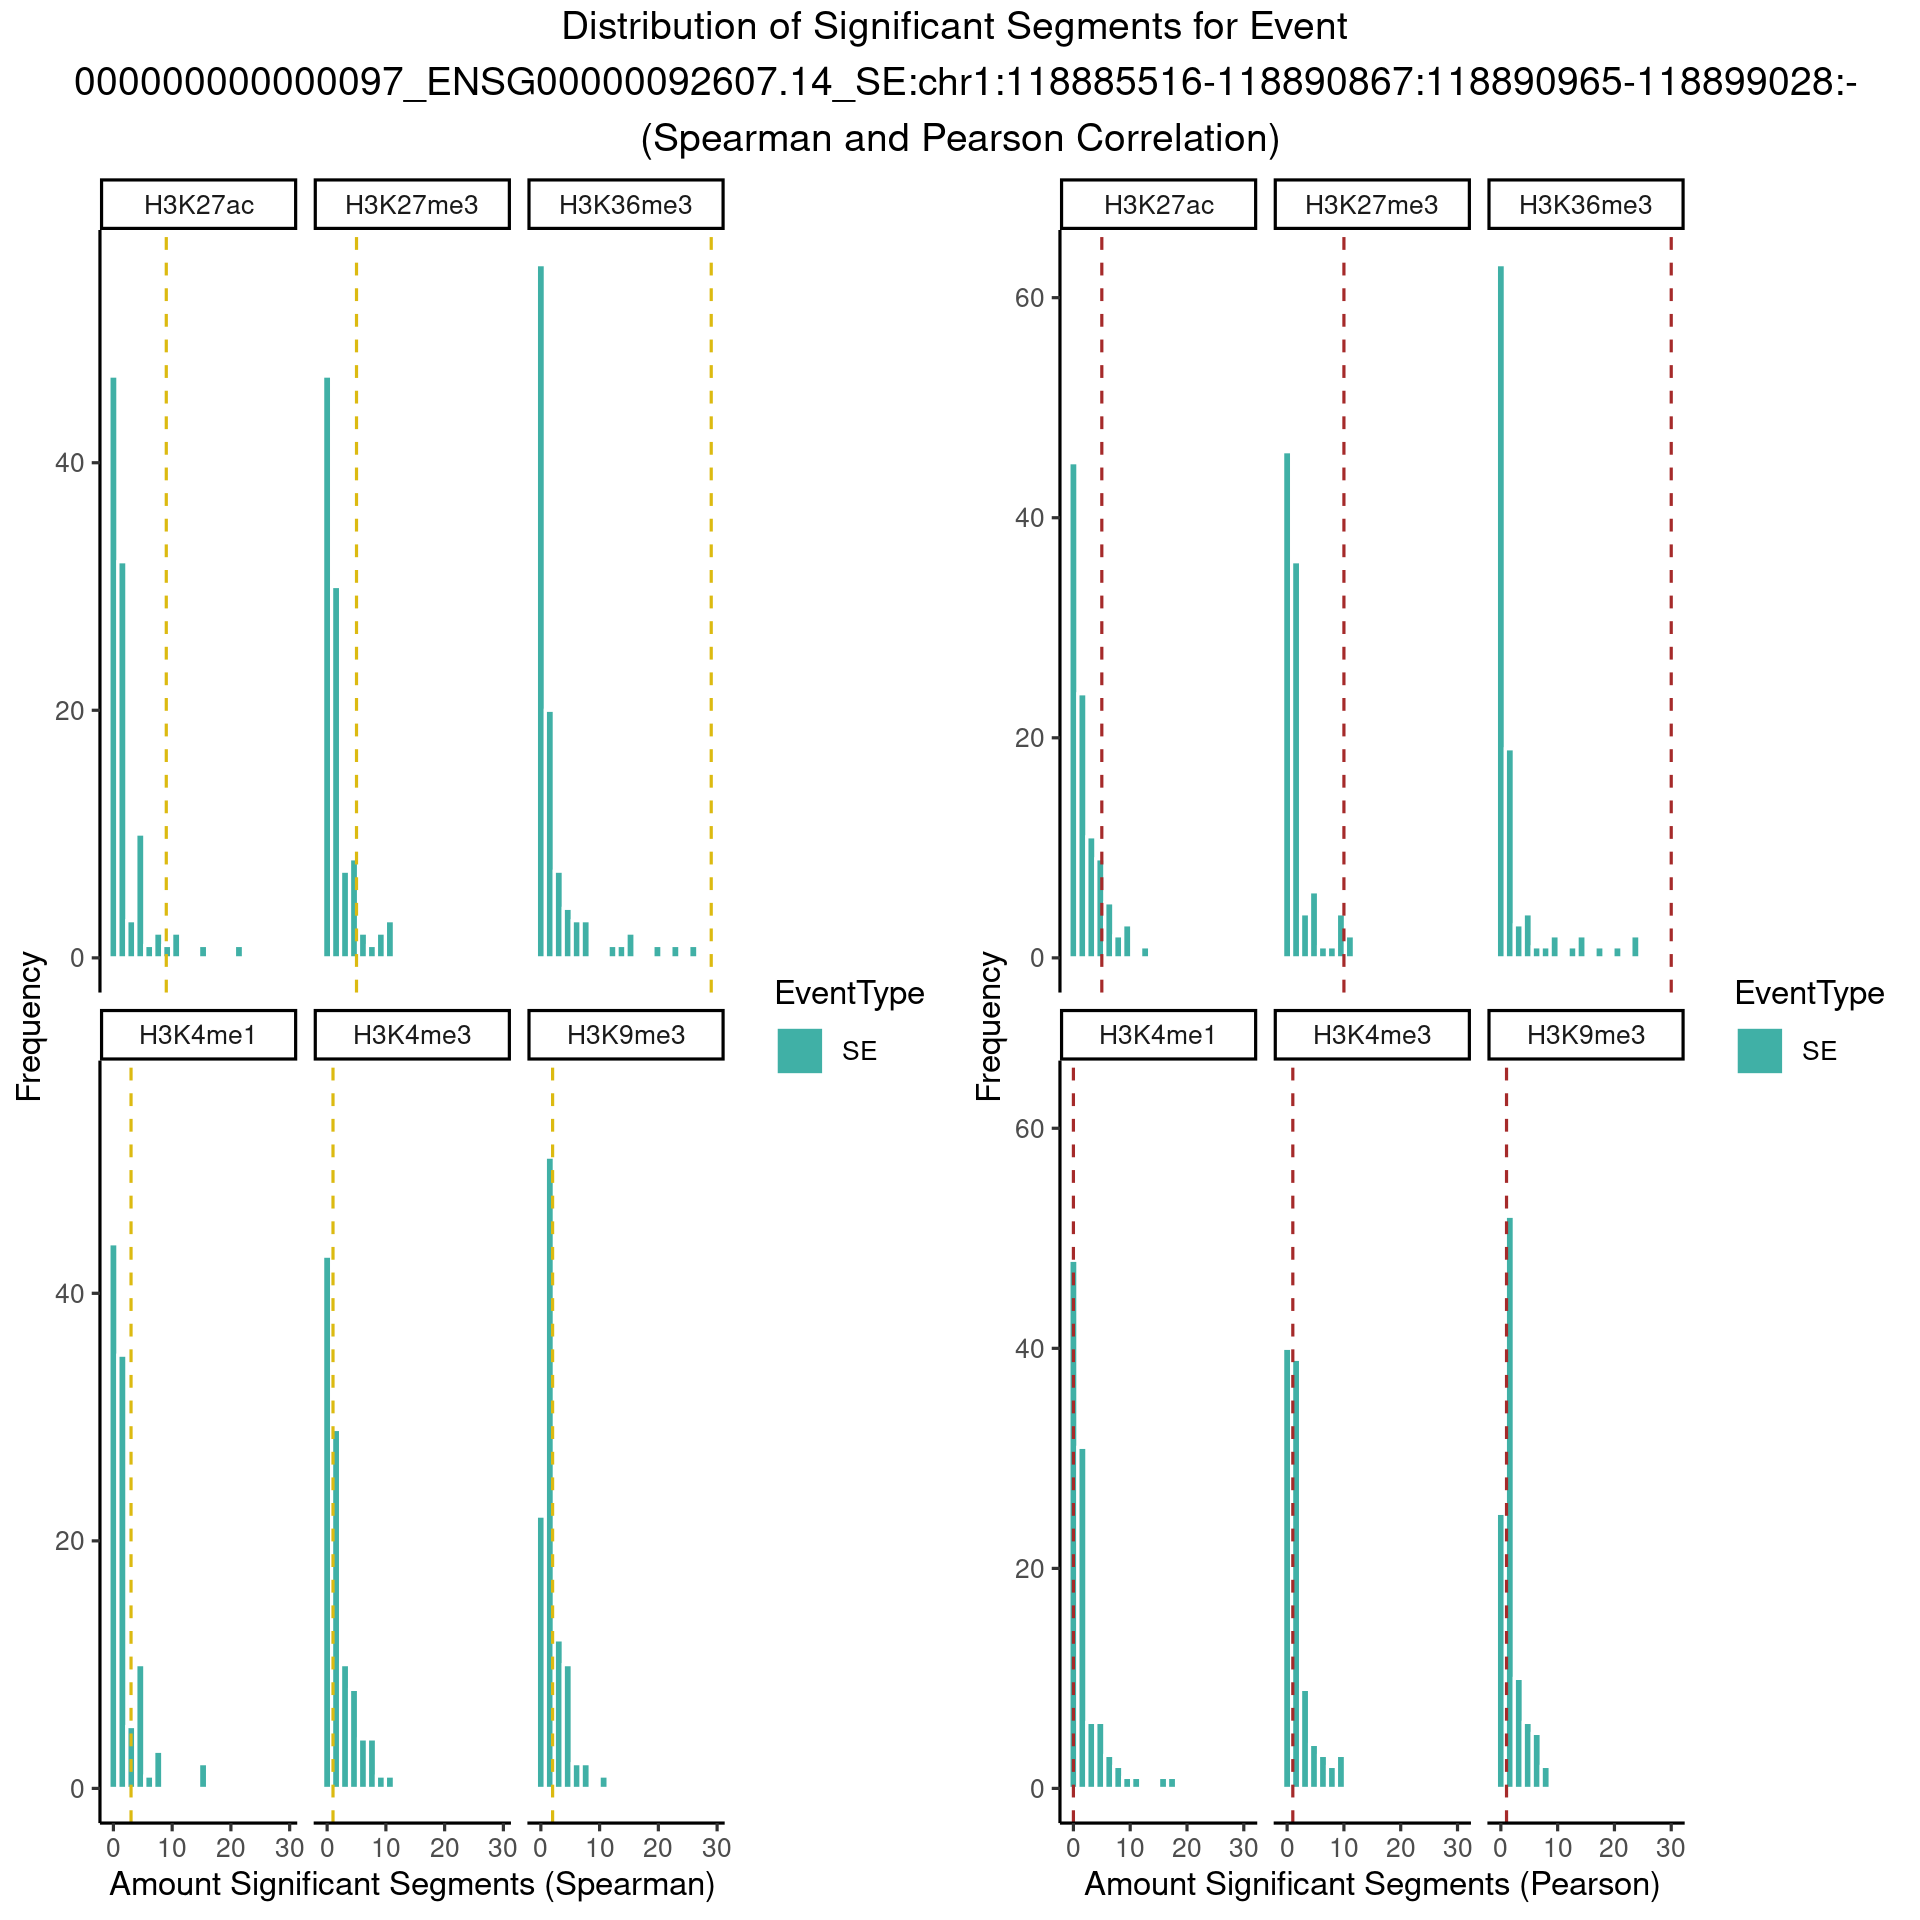 Distribution of Significant Segments for Event
000000000000097_ENSG00000092607.14_SE:chr1:118885516-118890867:118890965-118899028:-
(Spearman and Pearson Correlation)
H3K27ac H3K27me3 H3K36me3
40
20
0
H3K4me1 H3K4me3 H3K9me3
40
20
0
0 10 20 30 0 10 20 30 0 10 20 30
Frequency
Amount Significant Segments (Spearman)
EventType
SE
H3K27ac H3K27me3 H3K36me3
60
40
20
0
H3K4me1 H3K4me3 H3K9me3
60
40
20
0
0 10 20 30 0 10 20 30 0 10 20 30
Frequency
Amount Significant Segments (Pearson)
EventType
SE